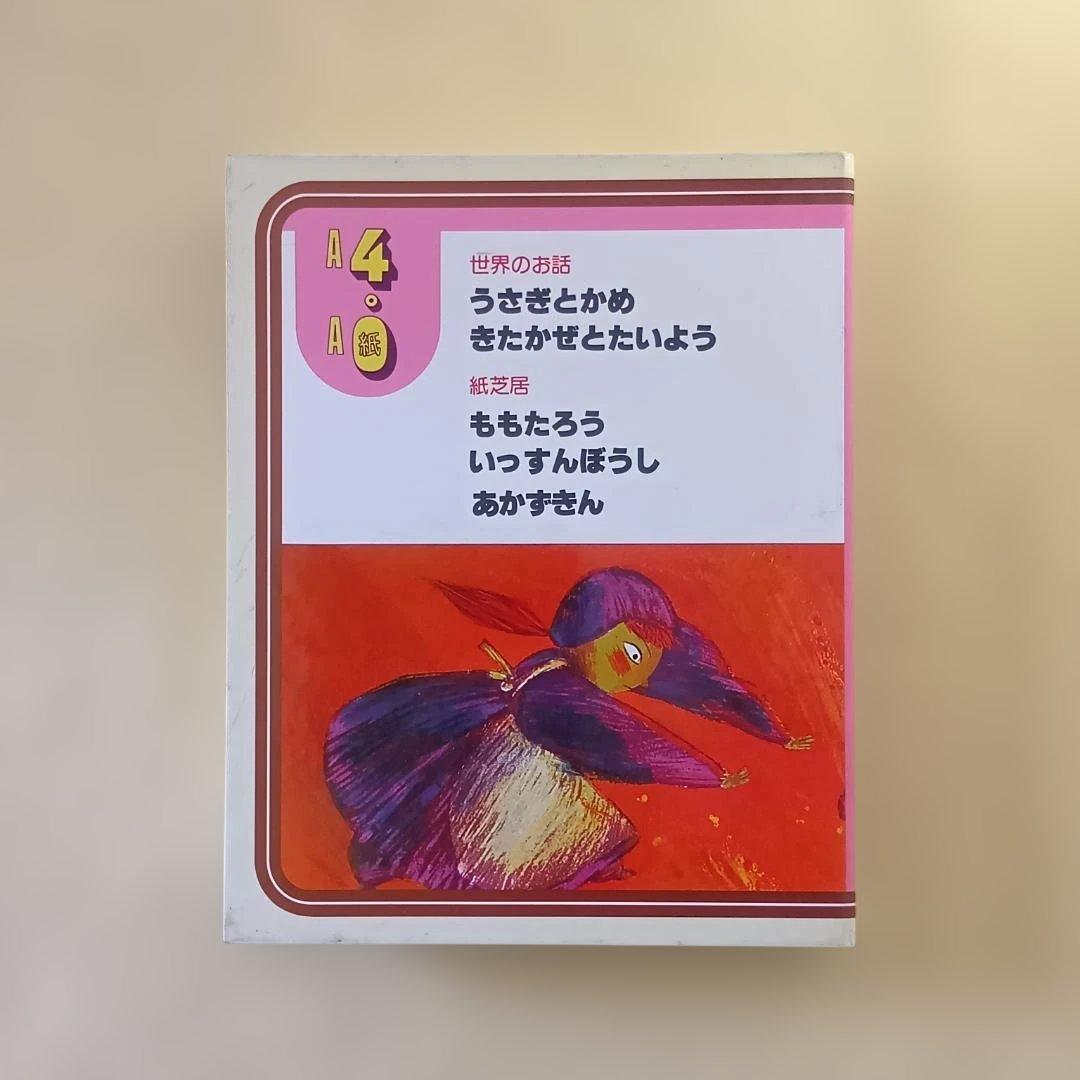 A 4
・
A 紙
世界のお話
うさぎとかめ
きたかぜとたいよう
紙芝居
ももたろう
いっすんぼうし
あかずきん